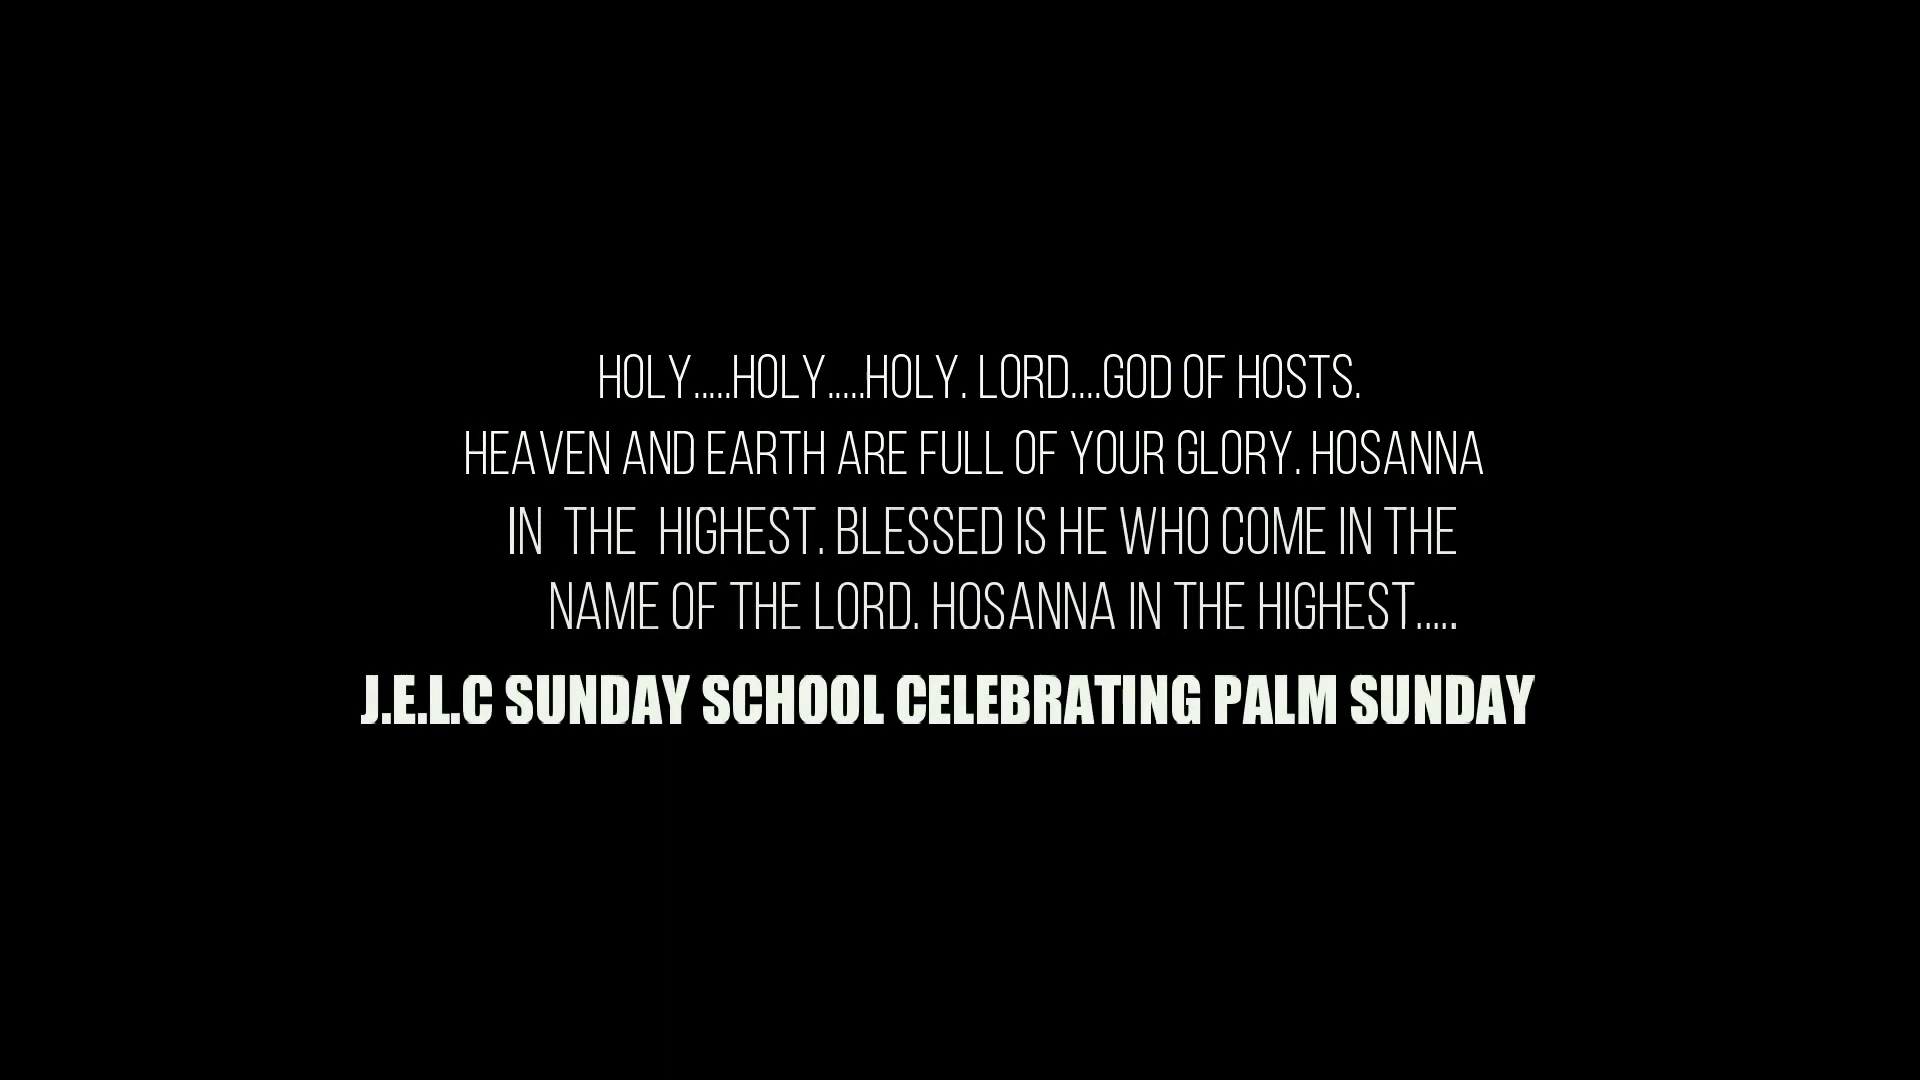 HOLY.....HOLY.....HOLY. LORD....GOD OF HOSTS.
HEAVEN AND EARTH ARE FULL OF YOUR GLORY. HOSANNA
IN THE HIGHEST. BLESSED IS HE WHO COME IN THE
NAME OF THE LORD. HOSANNA IN THE HIGHEST.....
J.E.L.C SUNDAY SCHOOL CELEBRATING PALM SUNDAY